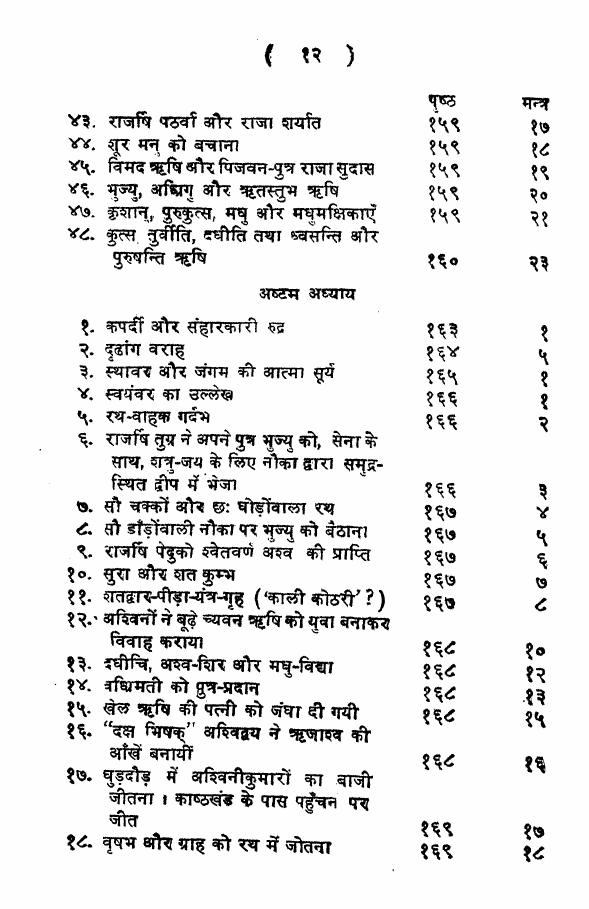 ( १२ )
पृष्ठ मन्त्र
४३. राजर्षि पठर्वा और राजा शर्यात १५९ १७
४४. शूर मनु को बचाना १५९ १८
४५. विमद ऋषि और पिजवन-पुत्र राजा सुदास १५९ १९
४६. भुज्यु, अध्रिगु और ऋतस्तुभ ऋषि १५९ २०
४७. कृशानु, पुरुकुत्स, मधु और मधुमक्षिकाएँ १५९ २१
४८. कुत्स तुर्वीति, दधीति तथा ध्वसन्ति और
पुरुषन्ति ऋषि १६० २३
अष्टम अध्याय
१. कपर्दी और संहारकारी रुद्र १६३ १
२. दृढांग वराह १६४ ५
३. स्थावर और जंगम की आत्मा सूर्य १६५ १
४. स्वयंवर का उल्लेख १६६ १
५. रथ-वाहक गर्दभ १६६ २
६. राजर्षि तुग्र ने अपने पुत्र भुज्यु को, सेना के
साथ, शत्रु-जय के लिए नौका द्वारा समुद्र-
स्थित द्वीप में भेजा १६६ ३
७. सौ चक्कों और छः घोड़ोंवाला रथ १६७ ४
८. सौ डाँड़ोंवाली नौका पर भुज्यु को बैठाना १६७ ५
९. राजर्षि पेदुको श्वेतवर्ण अश्व की प्राप्ति १६७ ६
१०. सुरा और शत कुम्भ १६७ ७
११. शतद्वार-पीड़ा-यंत्र-गृह ('काली कोठरी' ?) १६७ ८
१२. अश्विनों ने बूढ़े च्यवन ऋषि को युवा बनाकर
विवाह कराया १६८ १०
१३. दधीचि, अश्व-शिर और मधु-विद्या १६८ १२
१४. वध्रिमती को पुत्र-प्रदान १६८ १३
१५. खेल ऋषि की पत्नी को जंघा दी गयी १६८ १५
१६. "दक्ष भिषक्" अश्विद्वय ने ऋजाश्व की
आँखें बनायीं १६८ १६
१७. घुड़दौड़ में अश्विनीकुमारों का बाजी
जीतना । काष्ठखंड के पास पहुँचन पर
जीत १६९ १७
१८. वृषभ और ग्राह को रथ में जोतना १६९ १८